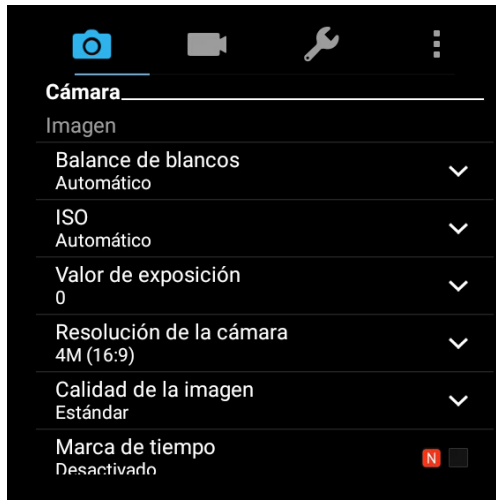 Cámara
Imagen
Balance de blancos
Automático
ISO
Automático
Valor de exposición
0
Resolución de la cámara
4M (16:9)
Calidad de la imagen
Estándar
Marca de tiempo
N
Desactivado